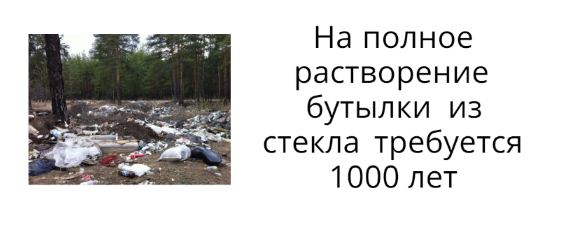 На полное
растворение
бутылки из
стекла требуется
1000 лет